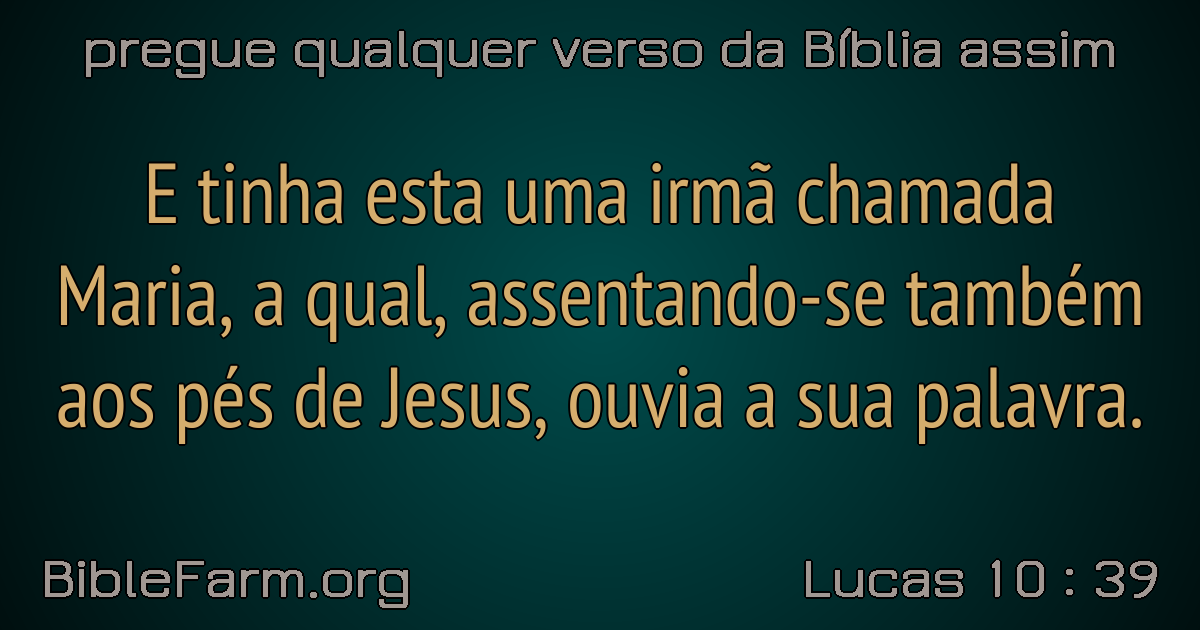 pregue qualquer verso da Bíblia assim
E tinha esta uma irmã chamada
Maria, a qual, assentando-se também
aos pés de Jesus, ouvia a sua palavra.
BibleFarm.org
Lucas 10 : 39